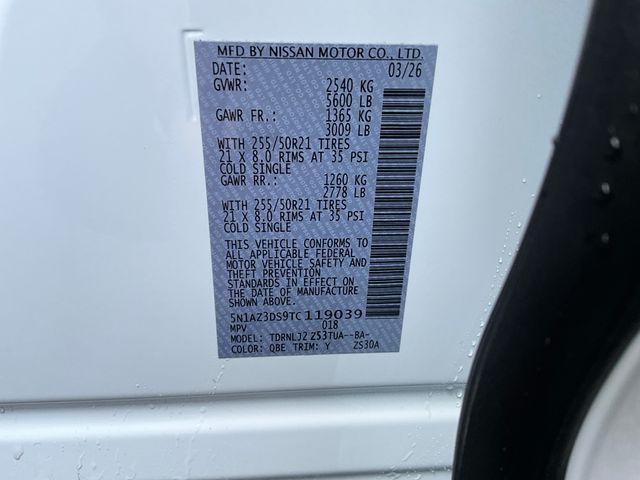 MFD BY NISSAN MOTOR CO., LTD.
DATE: 03/26
GVWR: 2540 KG
5600 LB
GAWR FR.: 1365 KG
3009 LB
WITH 255/50R21 TIRES
21 X 8.0 RIMS AT 35 PSI
COLD SINGLE
GAWR RR.: 1260 KG
2778 LB
WITH 255/50R21 TIRES
21 X 8.0 RIMS AT 35 PSI
COLD SINGLE
THIS VEHICLE CONFORMS TO
ALL APPLICABLE FEDERAL
MOTOR VEHICLE SAFETY AND
THEFT PREVENTION
STANDARDS IN EFFECT ON THE
DATE OF MANUFACTURE
SHOWN ABOVE.
5N1AZ3DS9TC119039
MPV 018
MODEL: TDRNLJZ Z53TUA--BA-
COLOR: QBE TRIM: Y ZS30A